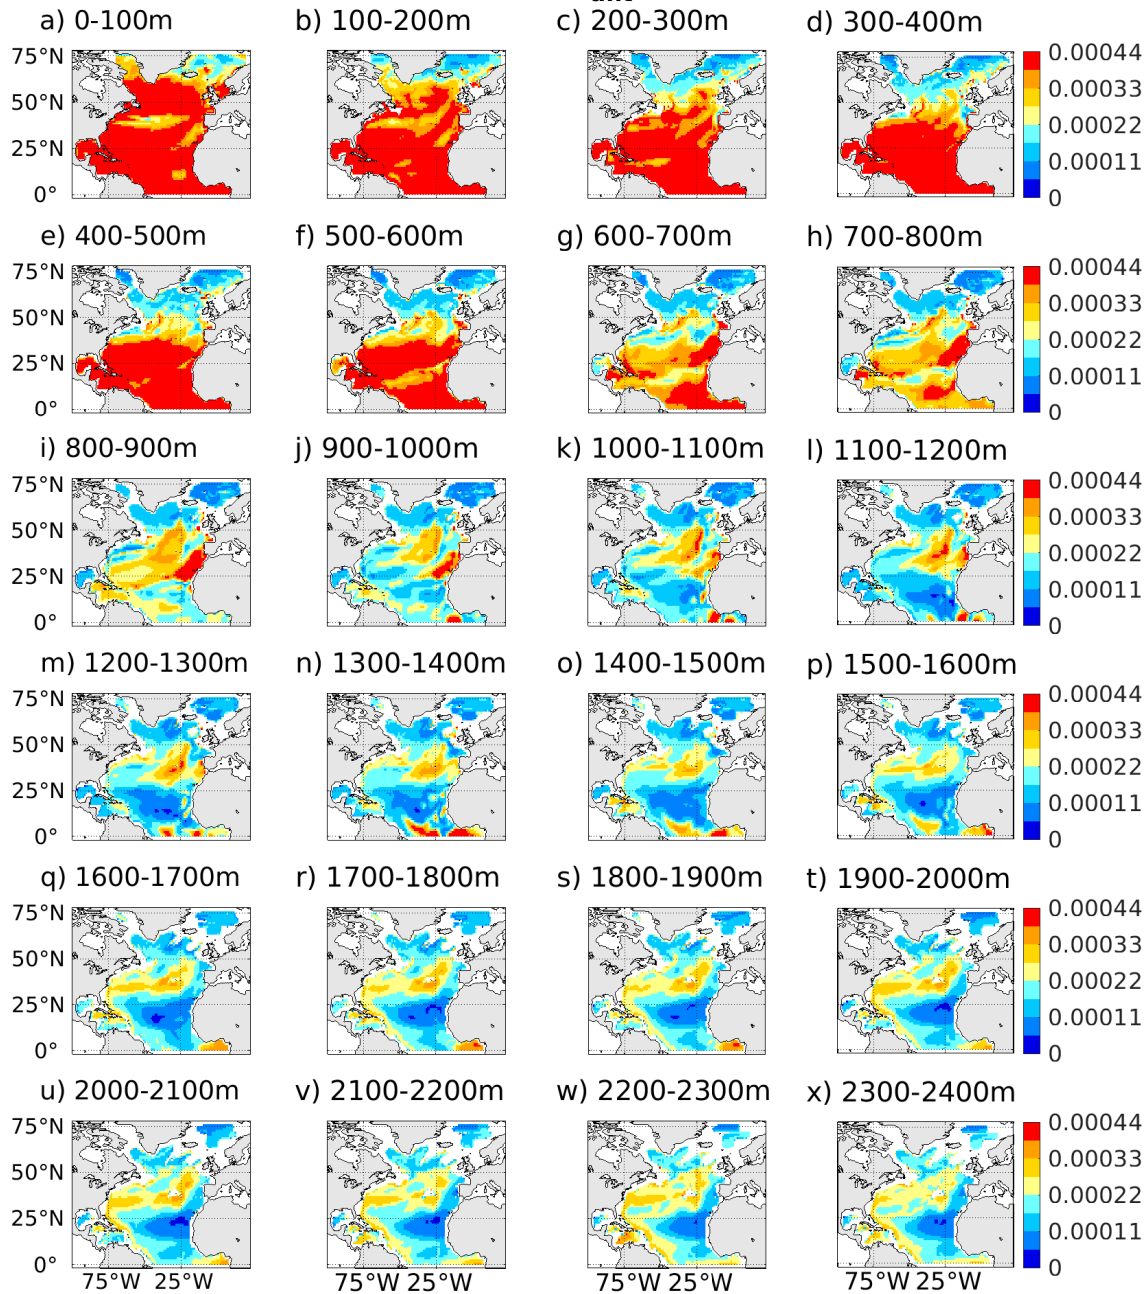 a) 0-100m b) 100-200m c) 200-300m d) 300-400m
75°N 0.00044
50°N 0.00033
0.00022
25°N 0.00011
0° 0
e) 400-500m f) 500-600m g) 600-700m h) 700-800m
75°N 0.00044
50°N 0.00033
0.00022
25°N 0.00011
0° 0
i) 800-900m j) 900-1000m k) 1000-1100m l) 1100-1200m
75°N 0.00044
50°N 0.00033
0.00022
25°N 0.00011
0° 0
m) 1200-1300m n) 1300-1400m o) 1400-1500m p) 1500-1600m
75°N 0.00044
50°N 0.00033
0.00022
25°N 0.00011
0° 0
q) 1600-1700m r) 1700-1800m s) 1800-1900m t) 1900-2000m
75°N 0.00044
50°N 0.00033
0.00022
25°N 0.00011
0° 0
u) 2000-2100m v) 2100-2200m w) 2200-2300m x) 2300-2400m
75°N 0.00044
50°N 0.00033
0.00022
25°N 0.00011
0° 0
75°W 25°W 75°W 25°W 75°W 25°W 75°W 25°W